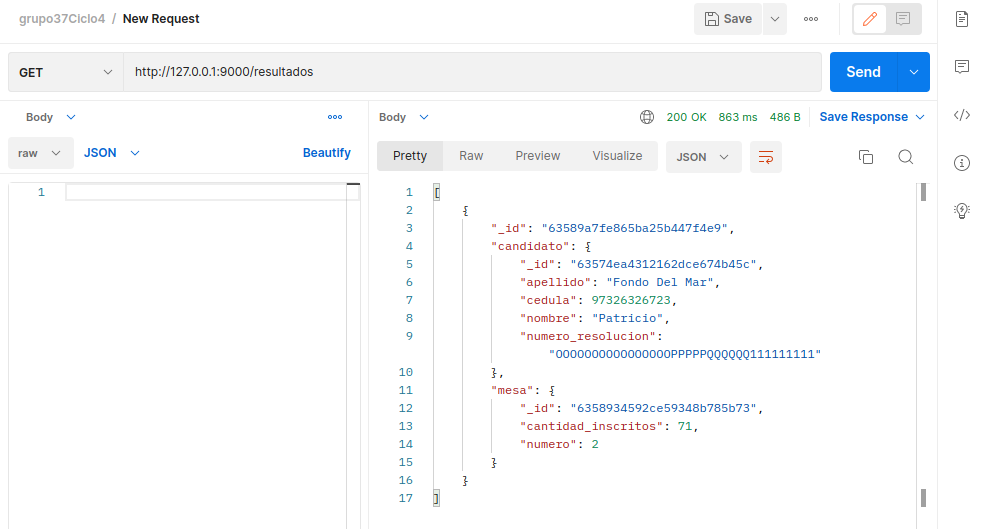 grupo37Ciclo4 / New Request
Save
GET
http://127.0.0.1:9000/resultados
Send
Body
raw
JSON
Beautify
1
Body
200 OK 863 ms 486 B
Save Response
Pretty Raw Preview Visualize
JSON
1 [
2 {
3 "_id": "63589a7fe865ba25b447f4e9",
4 "candidato": {
5 "_id": "63574ea4312162dce674b45c",
6 "apellido": "Fondo Del Mar",
7 "cedula": 97326326723,
8 "nombre": "Patricio",
9 "numero_resolucion":
"OOOOOOOOOOOOOOOOPPPPPQQQQQQ111111111"
10 },
11 "mesa": {
12 "_id": "6358934592ce59348b785b73",
13 "cantidad_inscritos": 71,
14 "numero": 2
15 }
16 }
17 ]